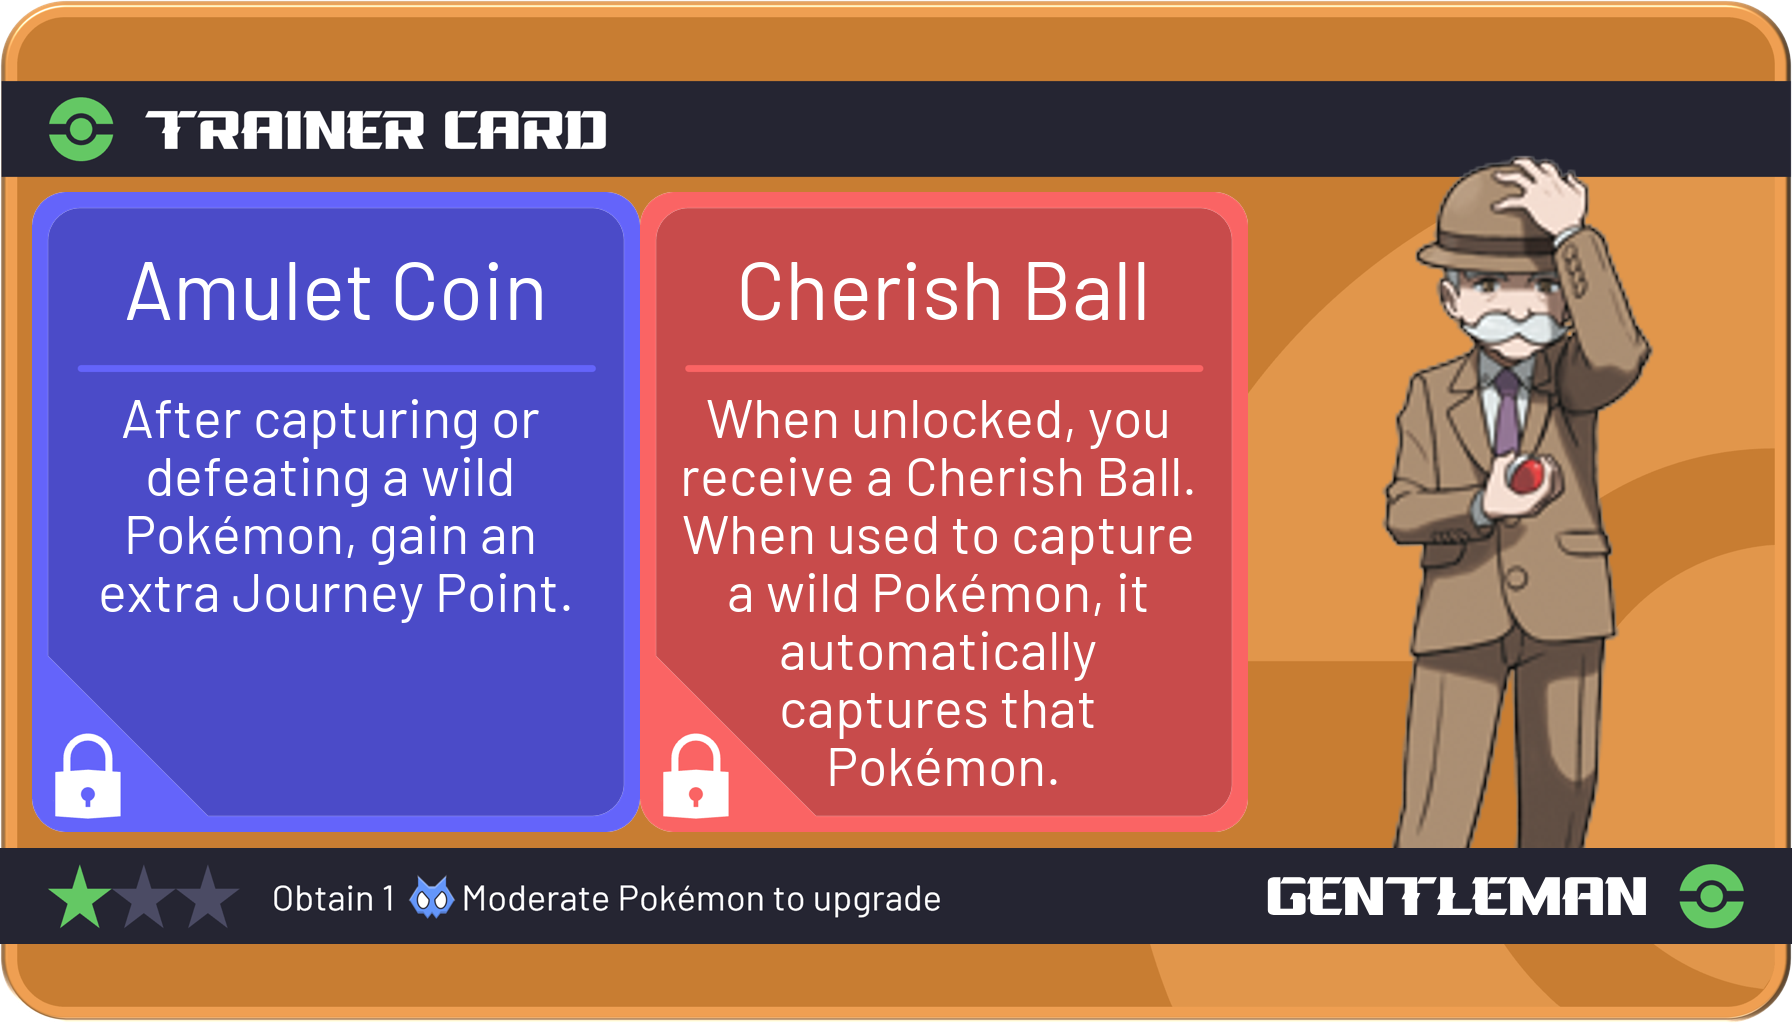 TRAINER CARD
Amulet Coin
After capturing or
defeating a wild
Pokémon, gain an
extra Journey Point.
Cherish Ball
When unlocked, you
receive a Cherish Ball.
When used to capture
a wild Pokémon, it
automatically
captures that
Pokémon.
Obtain 1 Moderate Pokémon to upgrade
GENTLEMAN